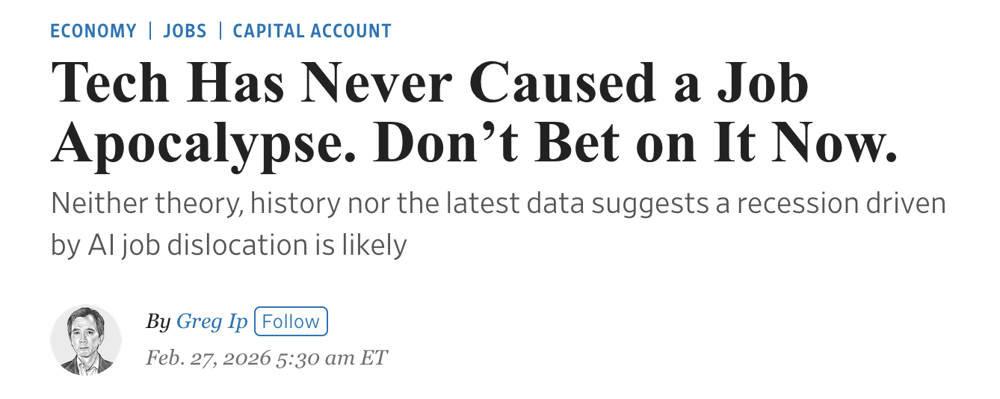 ECONOMY | JOBS | CAPITAL ACCOUNT
Tech Has Never Caused a Job
Apocalypse. Don’t Bet on It Now.
Neither theory, history nor the latest data suggests a recession driven
by AI job dislocation is likely
By Greg Ip Follow
Feb. 27, 2026 5:30 am ET